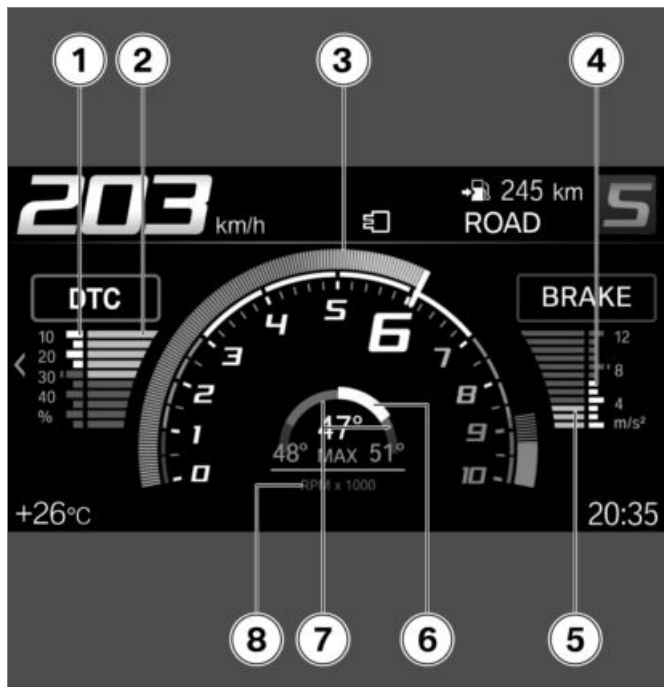 1 2 3 4
203 km/h
245 km
ROAD
5
DTC
BRAKE
10
20
30
40
%
12
8
4
m/s²
0 1 2 3 4 5 6 7 8 9 10
47°
48° MAX 51°
RPM x 1000
+26°C
20:35
8 7 6 5